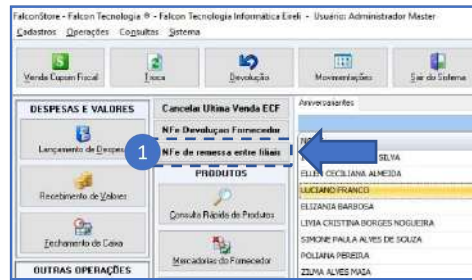 FalconStore - Falcon Tecnologia ® - Falcon Tecnologia Informática Eireli - Usuário: Administrador Master
Cadastros Operações Consultas Sistema
Venda Cupom Fiscal
Troca
Devolução
Movimentações
Sair do Sistema
DESPESAS E VALORES
Lançamento de Despes
Recebimento de Valores
Fechamento de Caixa
OUTRAS OPERAÇÕES
Cancelar Ultima Venda ECF
NFe Devoluçao Fornecedor
1
NFe de remessa entre filiais
PRODUTOS
Consulta Rápida de Produtos
Mercadorias do Fornecedor
Aniversariantes
SILVA
ELLEN CECILIANA ALMEIDA
LUCIANO FRANCO
ELIZANIA BARBOSA
LIVIA CRISTINA BORGES NOGUEIRA
SIMONE PAULA ALVES DE SOUZA
POLIANA PEREIRA
ZILMA ALVES MAIA